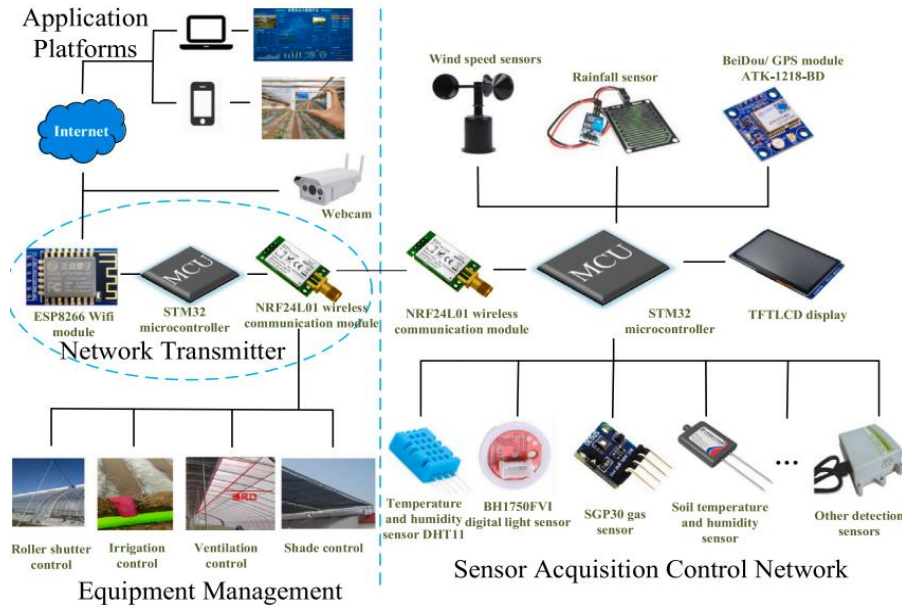 Application
Platforms
Internet
Webcam
MCU
ESP8266 Wifi
module
STM32
microcontroller
NRF24L01 wireless
communication module
Network Transmitter
通风口
Roller shutter
control
Irrigation
control
Ventilation control
Shade control
Equipment Management
Wind speed sensors
Rainfall sensor
BeiDou/ GPS module
ATK-1218-BD
MCU
NRF24L01 wireless
communication module
STM32
microcontroller
TFTLCD display
Temperature
and humidity
sensor DHT11
BH1750FVI
digital light sensor
SGP30 gas
sensor
Soil temperature
and humidity
sensor
...
Other detection
sensors
Sensor Acquisition Control Network